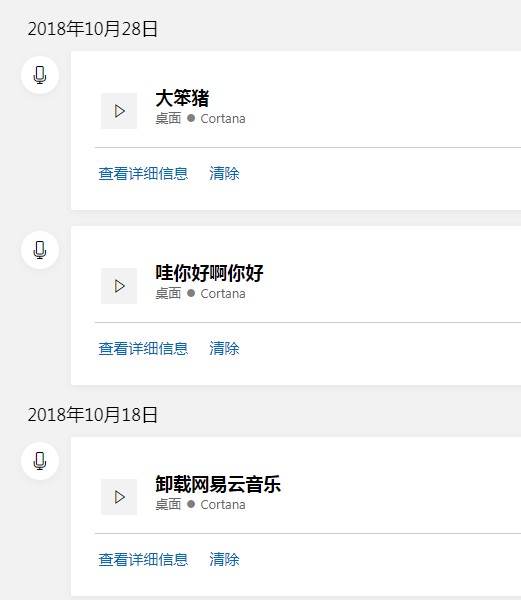 2018年10月28日
大笨猪
桌面 ● Cortana
查看详细信息 清除
哇你好啊你好
桌面 ● Cortana
查看详细信息 清除
2018年10月18日
卸载网易云音乐
桌面 ● Cortana
查看详细信息 清除